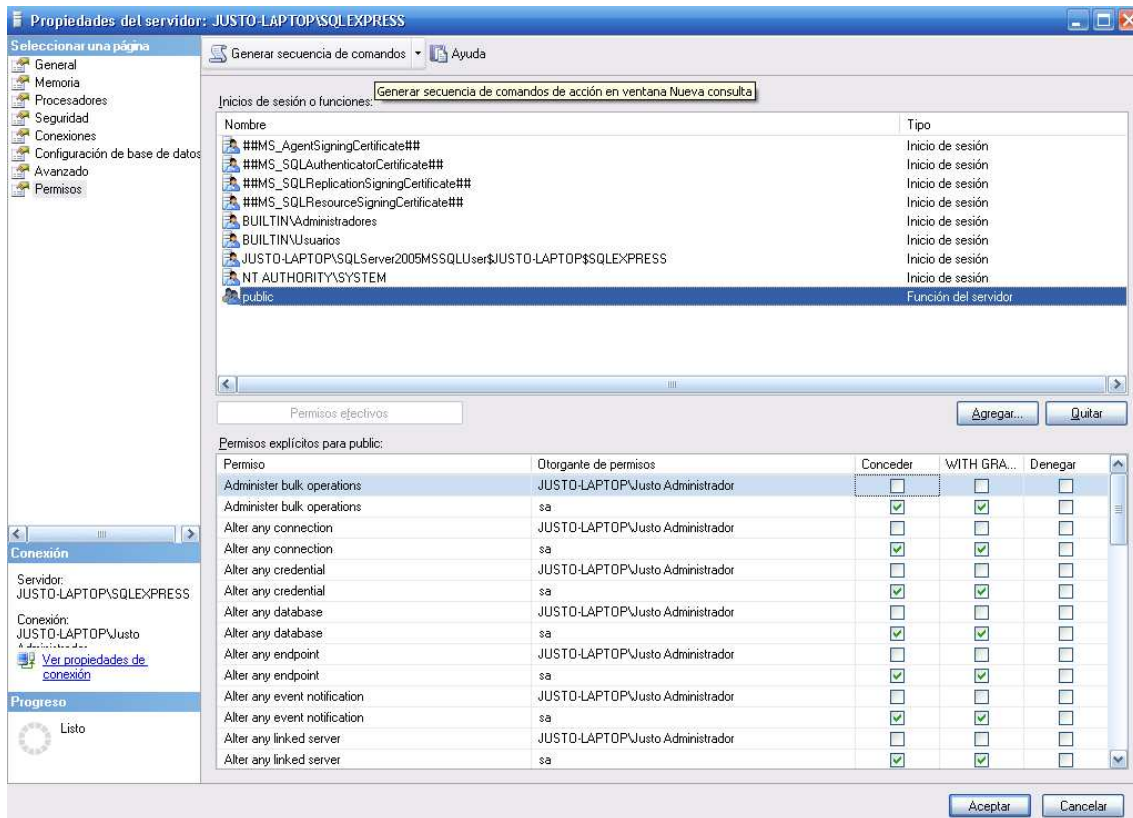 Propiedades del servidor: JUSTO-LAPTOP\SQLEXPRESS
Seleccionar una página
General
Memoria
Procesadores
Seguridad
Conexiones
Configuración de base de datos
Avanzado
Permisos
Generar secuencia de comandos Ayuda
Generar secuencia de comandos de acción en ventana Nueva consulta
Inicios de sesión o funciones:
Nombre Tipo
##MS_AgentSigningCertificate## Inicio de sesión
##MS_SQLAuthenticatorCertificate## Inicio de sesión
##MS_SQLReplicationSigningCertificate## Inicio de sesión
##MS_SQLResourceSigningCertificate## Inicio de sesión
BUILTIN\Administradores Inicio de sesión
BUILTIN\Usuarios Inicio de sesión
JUSTO-LAPTOP\SQLServer2005MSSQLUser$JUSTO-LAPTOP$SQLEXPRESS Inicio de sesión
NT AUTHORITY\SYSTEM Inicio de sesión
public Función del servidor
Permisos efectivos Agregar... Quitar
Permisos explícitos para public:
Permiso Otorgante de permisos Conceder WITH GRA... Denegar
Administer bulk operations JUSTO-LAPTOP\Justo Administrador
Administer bulk operations sa
Alter any connection JUSTO-LAPTOP\Justo Administrador
Alter any connection sa
Alter any credential JUSTO-LAPTOP\Justo Administrador
Alter any credential sa
Alter any database JUSTO-LAPTOP\Justo Administrador
Alter any database sa
Alter any endpoint JUSTO-LAPTOP\Justo Administrador
Alter any endpoint sa
Alter any event notification JUSTO-LAPTOP\Justo Administrador
Alter any event notification sa
Alter any linked server JUSTO-LAPTOP\Justo Administrador
Alter any linked server sa
Conexión
Servidor:
JUSTO-LAPTOP\SQLEXPRESS
Conexión:
JUSTO-LAPTOP\Justo
Ver propiedades de
conexión
Progreso
Listo
Aceptar Cancelar